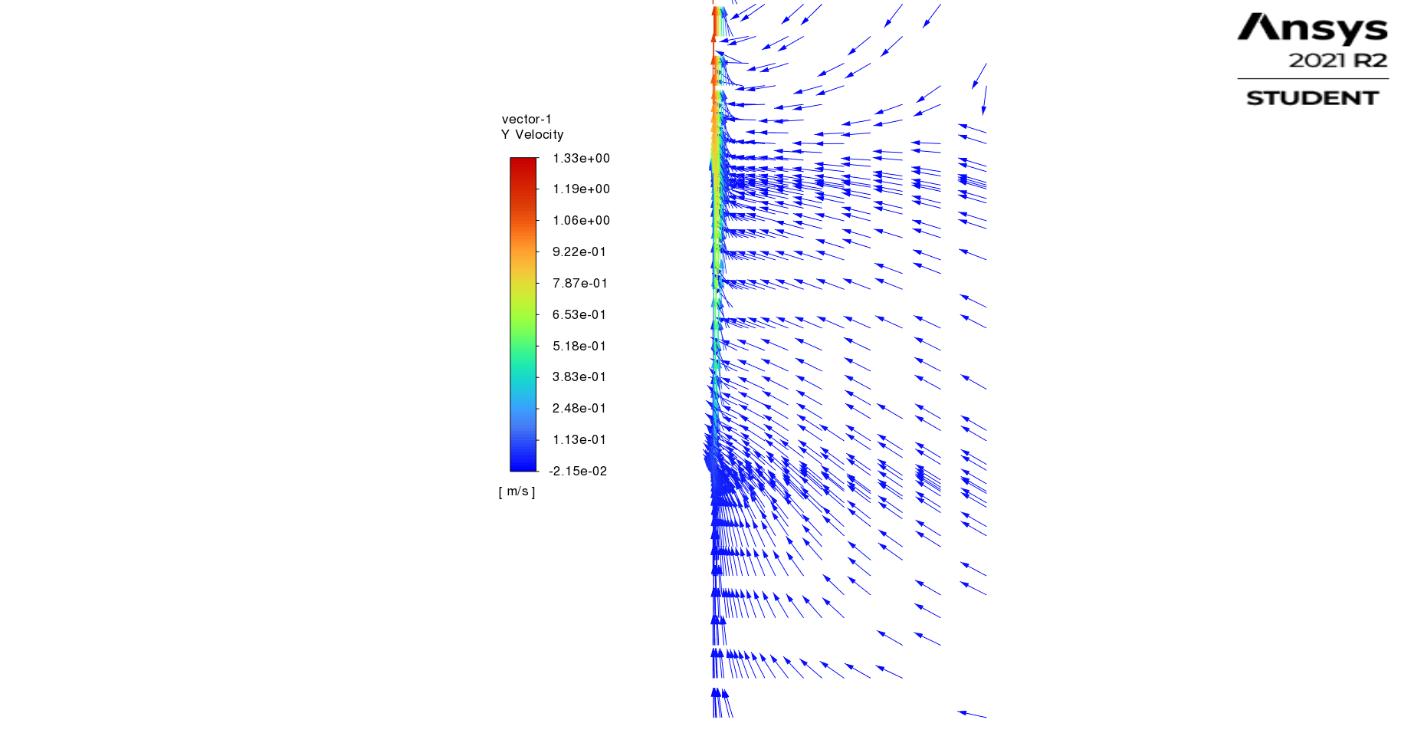 Ansys
2021 R2
STUDENT
vector-1
Y Velocity
1.33e+00
1.19e+00
1.06e+00
9.22e-01
7.87e-01
6.53e-01
5.18e-01
3.83e-01
2.48e-01
1.13e-01
-2.15e-02
[ m/s ]